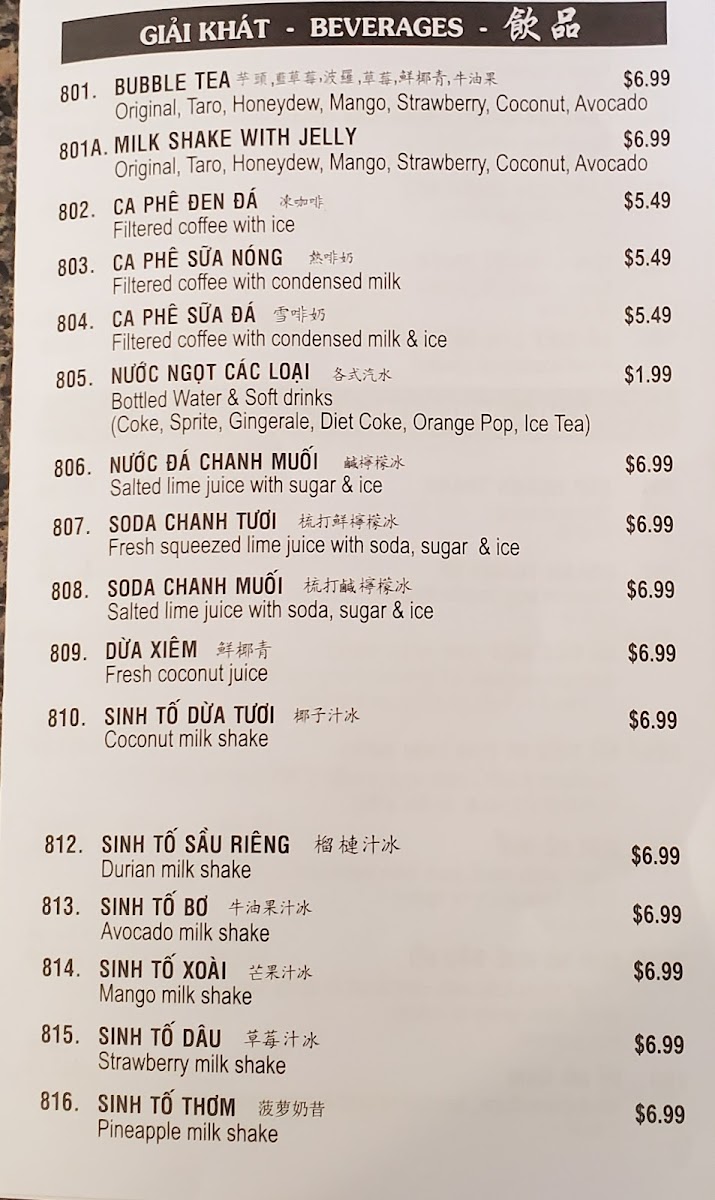 GIẢI KHÁT - BEVERAGES - 飲品
801. BUBBLE TEA 芋頭,藍草莓,波羅,草莓,鮮椰青,牛油果 $6.99
Original, Taro, Honeydew, Mango, Strawberry, Coconut, Avocado
801A. MILK SHAKE WITH JELLY $6.99
Original, Taro, Honeydew, Mango, Strawberry, Coconut, Avocado
802. CA PHÊ ĐEN ĐÁ 凍咖啡 $5.49
Filtered coffee with ice
803. CA PHÊ SỮA NÓNG 熱啡奶 $5.49
Filtered coffee with condensed milk
804. CA PHÊ SỮA ĐÁ 雪啡奶 $5.49
Filtered coffee with condensed milk & ice
805. NƯỚC NGỌT CÁC LOẠI 各式汽水 $1.99
Bottled Water & Soft drinks
(Coke, Sprite, Gingerale, Diet Coke, Orange Pop, Ice Tea)
806. NƯỚC ĐÁ CHANH MUỐI 鹹檸檬冰 $6.99
Salted lime juice with sugar & ice
807. SODA CHANH TƯƠI 梳打鮮檸檬冰 $6.99
Fresh squeezed lime juice with soda, sugar & ice
808. SODA CHANH MUỐI 梳打鹹檸檬冰 $6.99
Salted lime juice with soda, sugar & ice
809. DỪA XIÊM 鮮椰青 $6.99
Fresh coconut juice
810. SINH TỐ DỪA TƯƠI 椰子汁冰 $6.99
Coconut milk shake
812. SINH TỐ SẦU RIÊNG 榴槤汁冰 $6.99
Durian milk shake
813. SINH TỐ BƠ 牛油果汁冰 $6.99
Avocado milk shake
814. SINH TỐ XOÀI 芒果汁冰 $6.99
Mango milk shake
815. SINH TỐ DÂU 草莓汁冰 $6.99
Strawberry milk shake
816. SINH TỐ THƠM 菠萝奶昔 $6.99
Pineapple milk shake